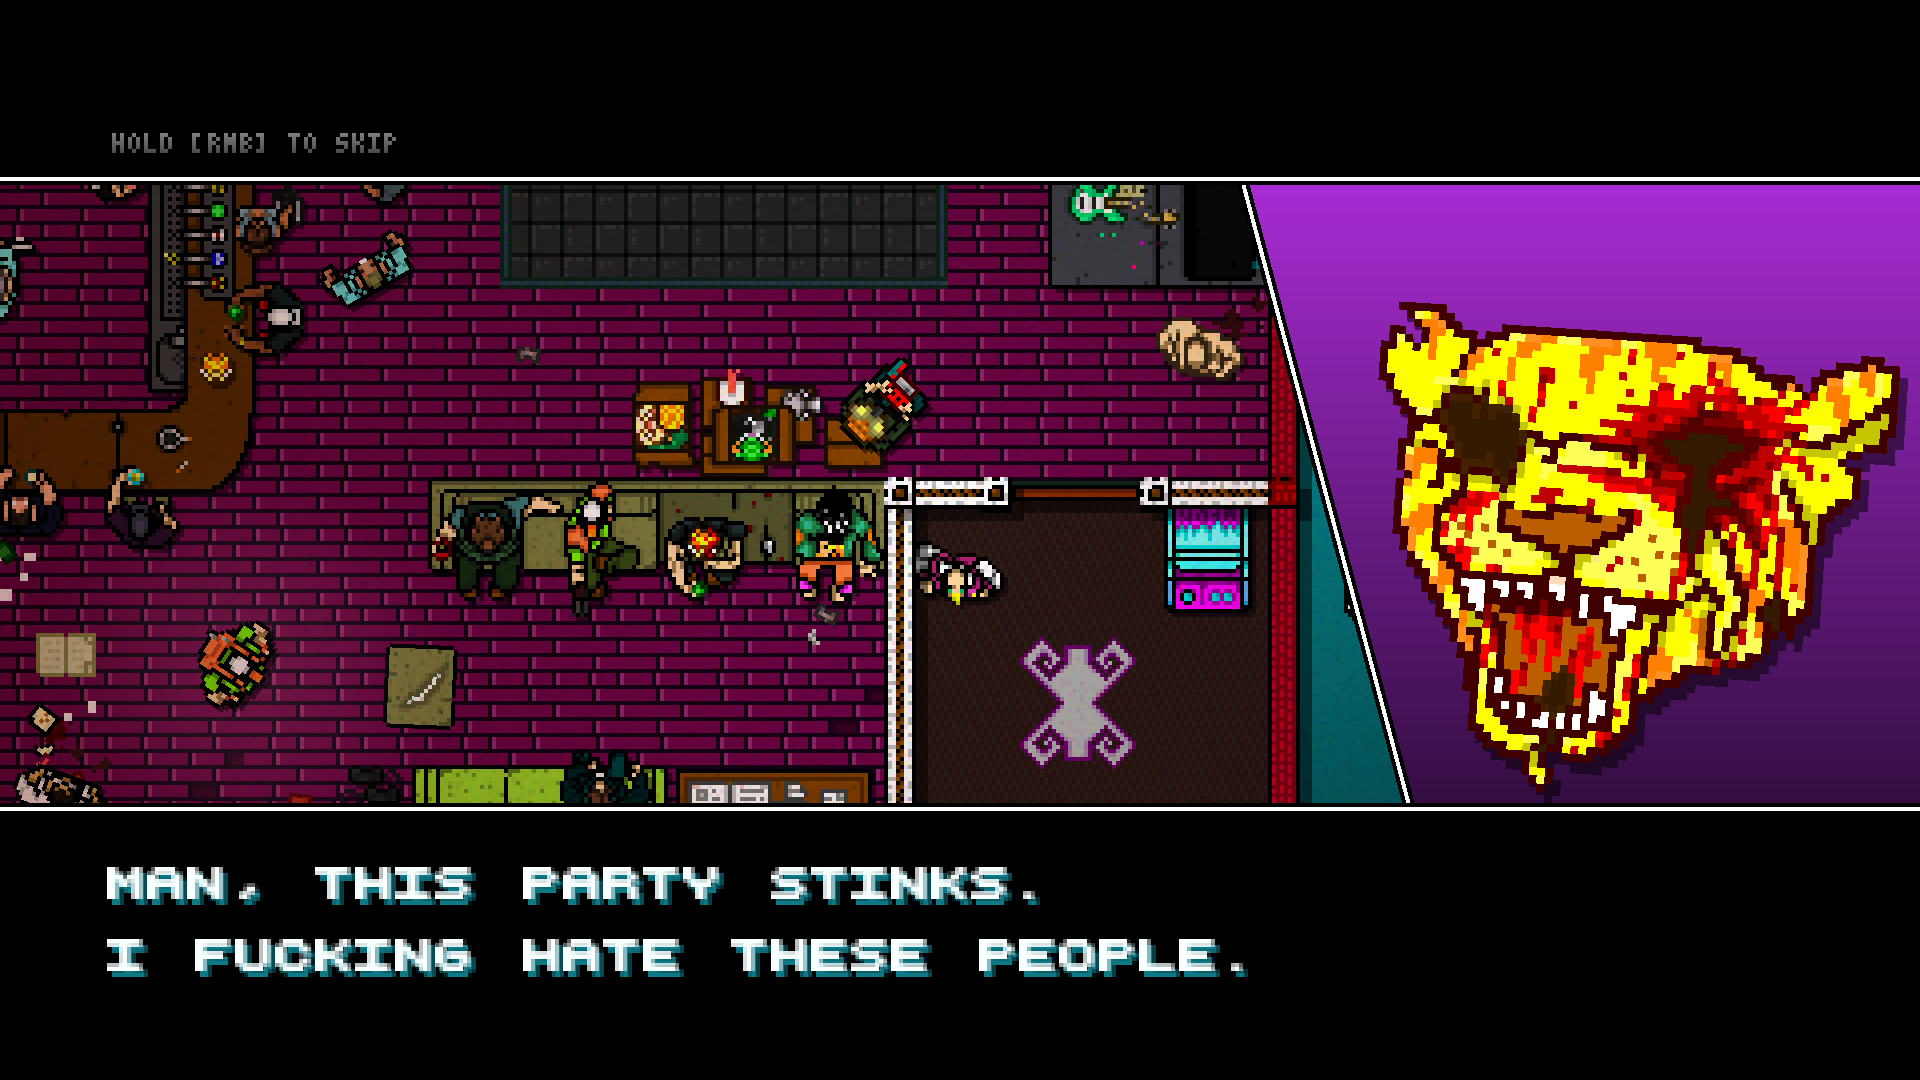 HOLD [RMB] TO SKIP
MAN, THIS PARTY STINKS.
I FUCKING HATE THESE PEOPLE.